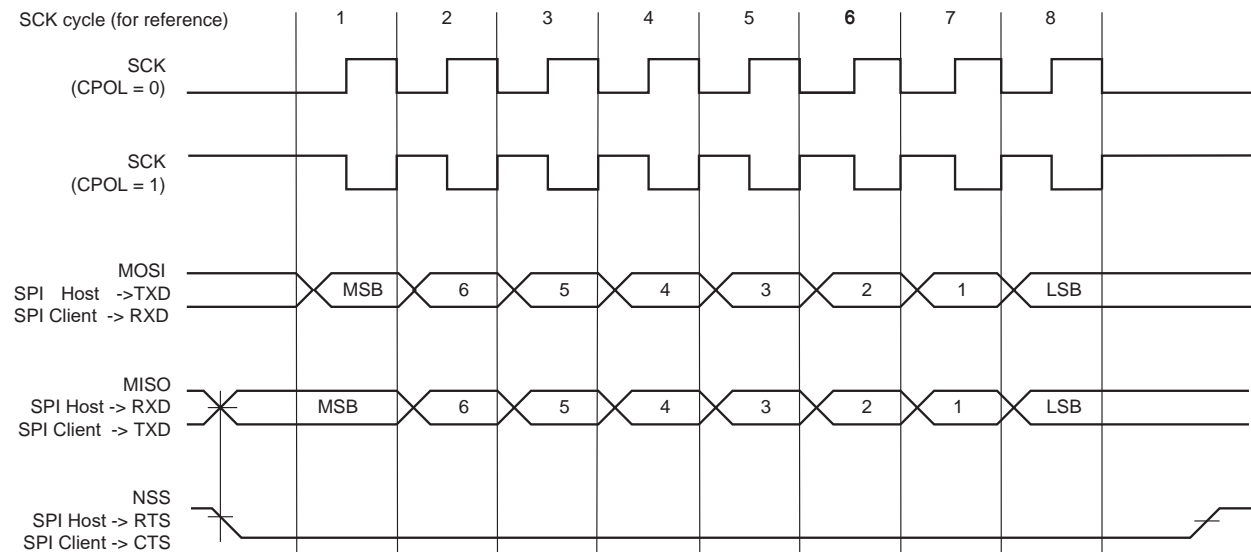 SCK cycle (for reference) 1 2 3 4 5 6 7 8
SCK
(CPOL = 0)
SCK
(CPOL = 1)
MOSI
SPI Host ->TXD
SPI Client -> RXD
MSB 6 5 4 3 2 1 LSB
MISO
SPI Host -> RXD
SPI Client -> TXD
MSB 6 5 4 3 2 1 LSB
NSS
SPI Host -> RTS
SPI Client -> CTS